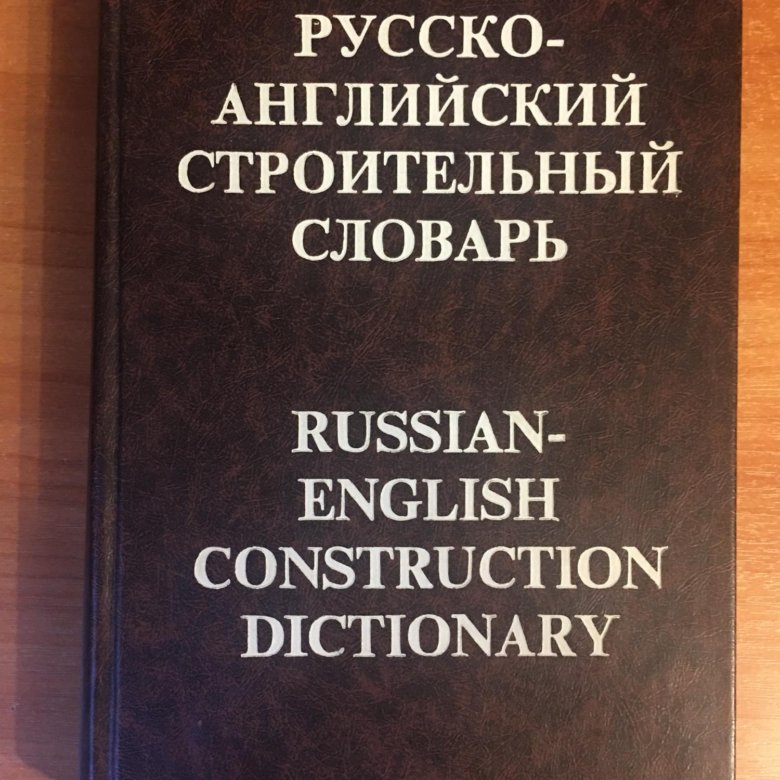 РУССКО-
АНГЛИЙСКИЙ
СТРОИТЕЛЬНЫЙ
СЛОВАРЬ
RUSSIAN-
ENGLISH
CONSTRUCTION
DICTIONARY